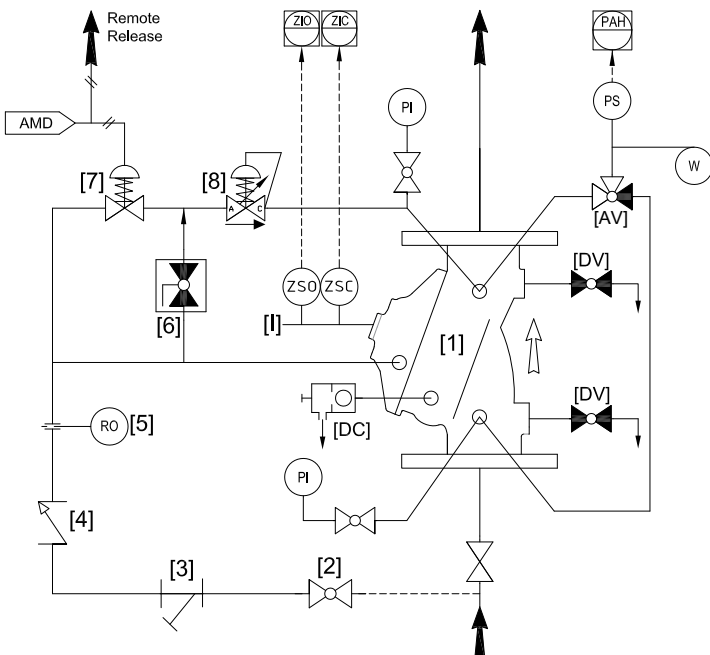 Remote
Release
ZIO
ZIC
PAH
AMD
PI
PS
W
[7]
[8]
A
C
[AV]
[DV]
ZSO
ZSC
[6]
[I]
[1]
[DV]
[DC]
RO
[5]
PI
[4]
[3]
[2]